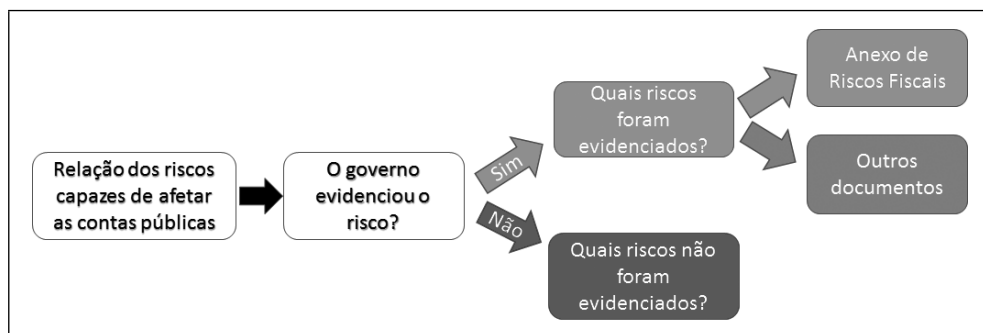 Relação dos riscos
capazes de afetar
as contas públicas
O governo
evidenciou o
risco?
Sim
Não
Quais riscos
foram
evidenciados?
Quais riscos não
foram
evidenciados?
Anexo de
Riscos Fiscais
Outros
documentos